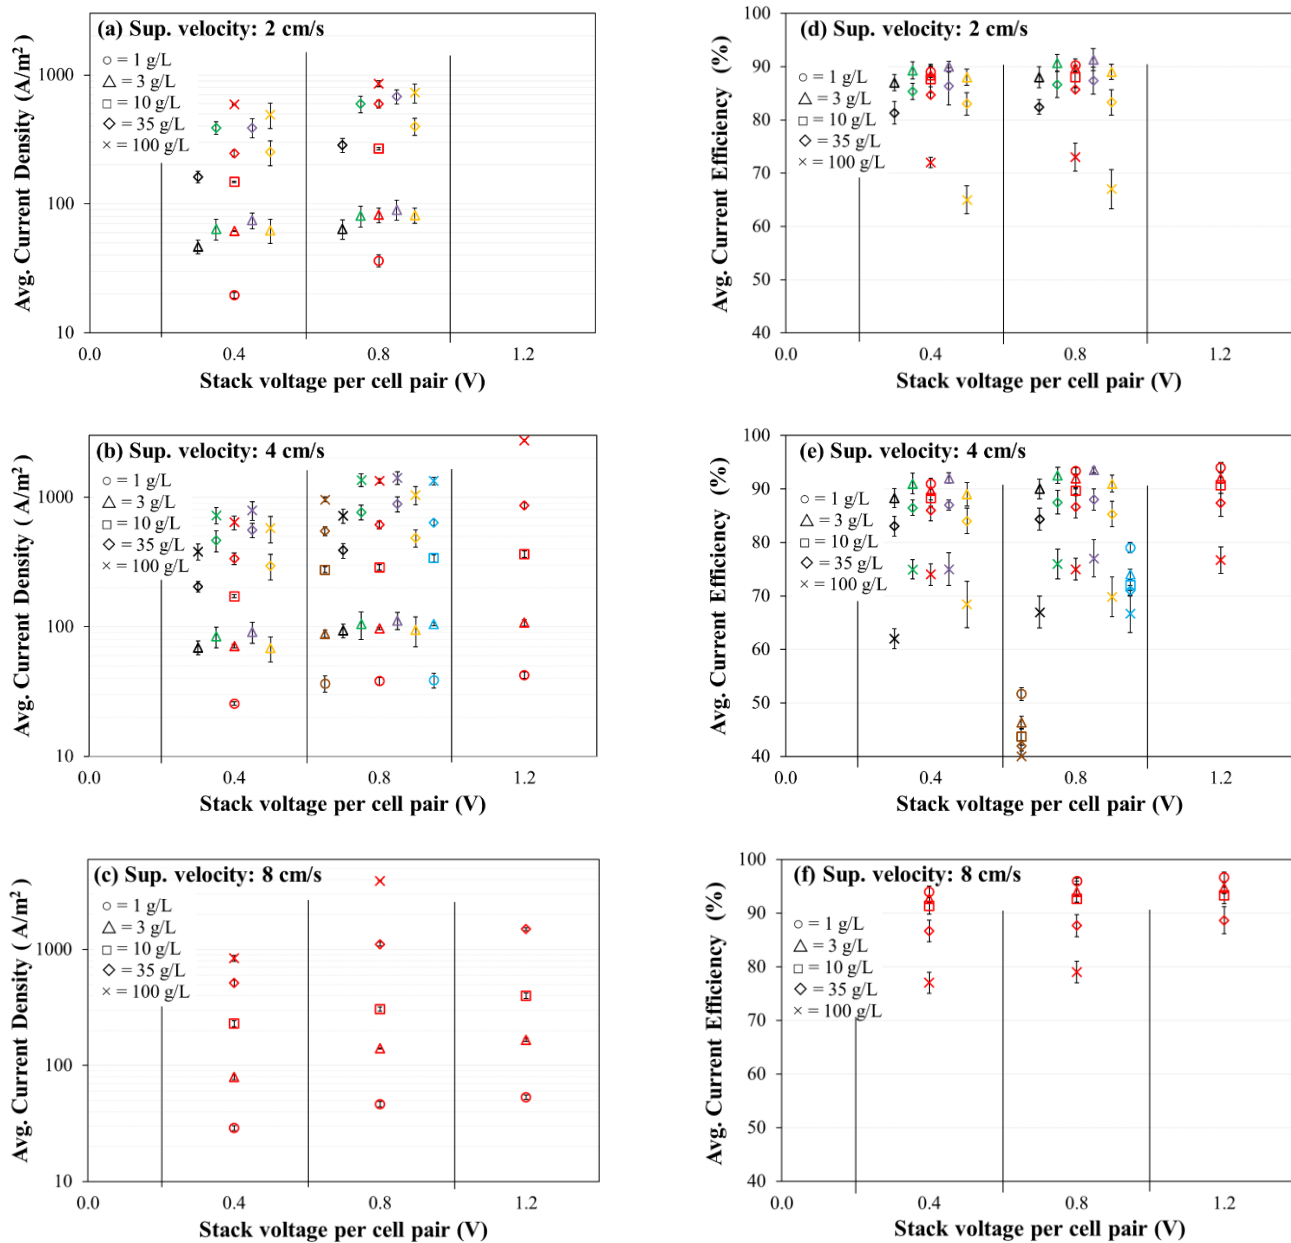 (a) Sup. velocity: 2 cm/s
○ = 1 g/L
△ = 3 g/L
□ = 10 g/L
◇ = 35 g/L
× = 100 g/L
Avg. Current Density (A/m²)
1000
100
10
0.0 0.4 0.8 1.2
Stack voltage per cell pair (V)
(d) Sup. velocity: 2 cm/s
○ = 1 g/L
△ = 3 g/L
□ = 10 g/L
◇ = 35 g/L
× = 100 g/L
Avg. Current Efficiency (%)
100
90
80
70
60
50
40
0.0 0.4 0.8 1.2
Stack voltage per cell pair (V)
(b) Sup. velocity: 4 cm/s
○ = 1 g/L
△ = 3 g/L
□ = 10 g/L
◇ = 35 g/L
× = 100 g/L
Avg. Current Density ( A/m² )
1000
100
10
0.0 0.4 0.8 1.2
Stack voltage per cell pair (V)
(e) Sup. velocity: 4 cm/s
○ = 1 g/L
△ = 3 g/L
□ = 10 g/L
◇ = 35 g/L
× = 100 g/L
Avg. Current Efficiency (%)
100
90
80
70
60
50
40
0.0 0.4 0.8 1.2
Stack voltage per cell pair (V)
(c) Sup. velocity: 8 cm/s
○ = 1 g/L
△ = 3 g/L
□ = 10 g/L
◇ = 35 g/L
× = 100 g/L
Avg. Current Density ( A/m² )
1000
100
10
0.0 0.4 0.8 1.2
Stack voltage per cell pair (V)
(f) Sup. velocity: 8 cm/s
○ = 1 g/L
△ = 3 g/L
□ = 10 g/L
◇ = 35 g/L
× = 100 g/L
Avg. Current Efficiency (%)
100
90
80
70
60
50
40
0.0 0.4 0.8 1.2
Stack voltage per cell pair (V)